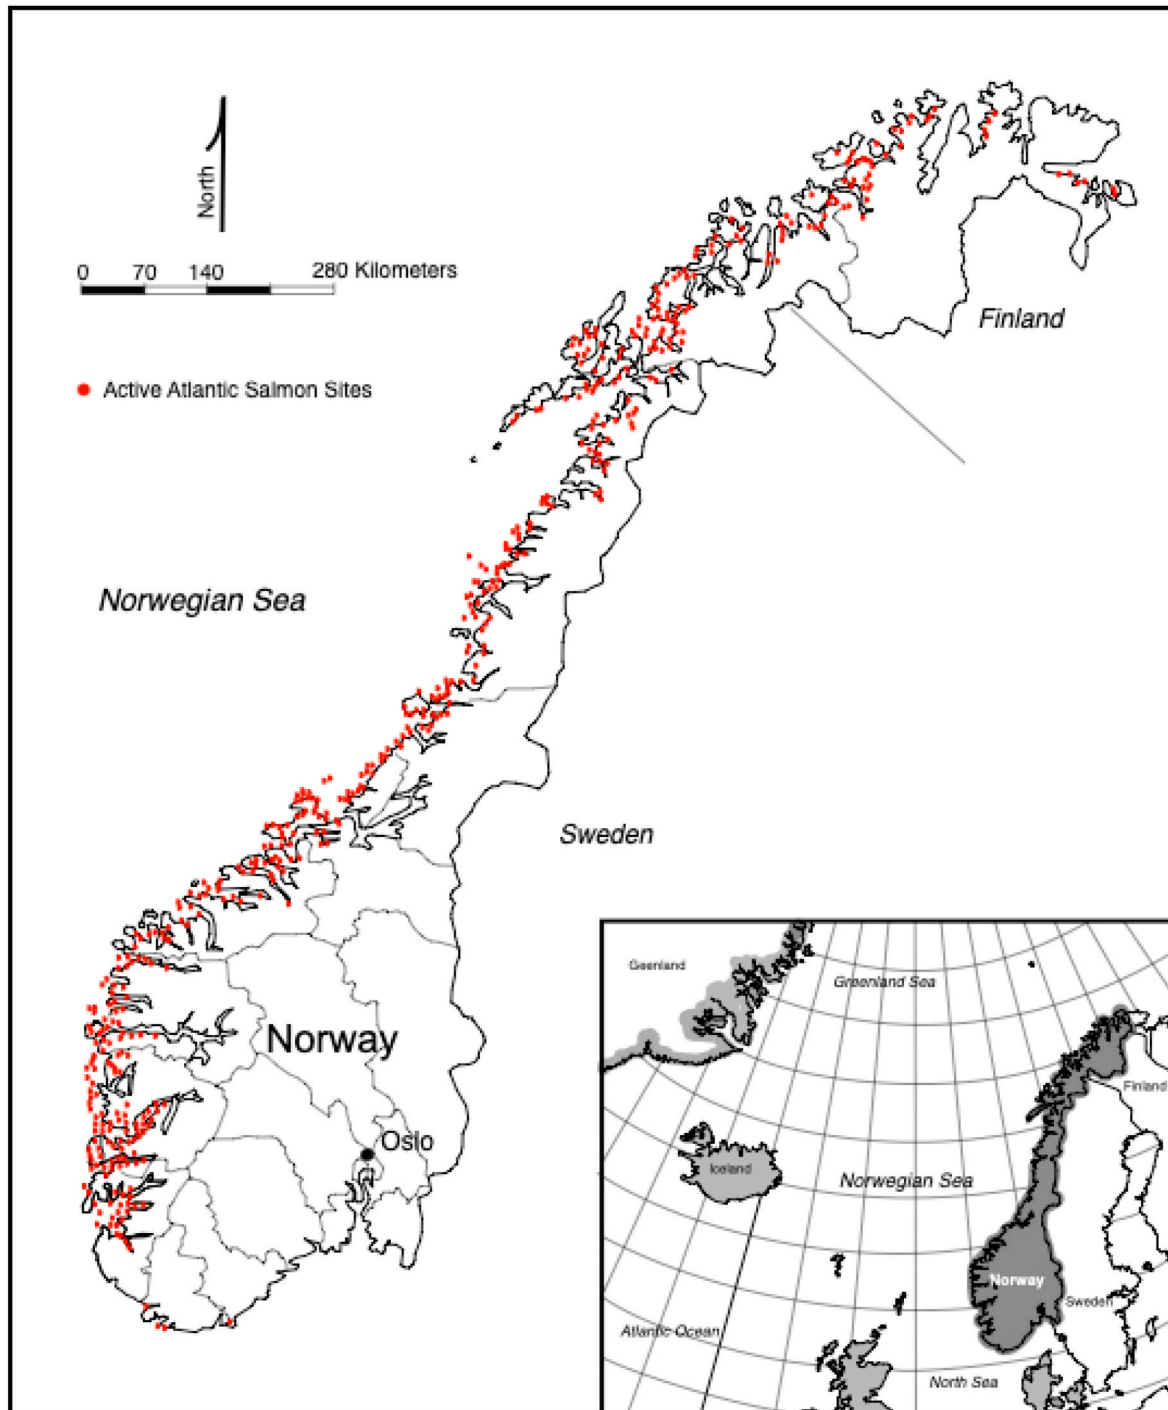 North
0 70 140 280 Kilometers
Finland
Active Atlantic Salmon Sites
Norwegian Sea
Sweden
Norway
Oslo
Geenland
Greenland Sea
Finland
Iceland
Norwegian Sea
Norway
Sweden
Atlantic Ocean
North Sea